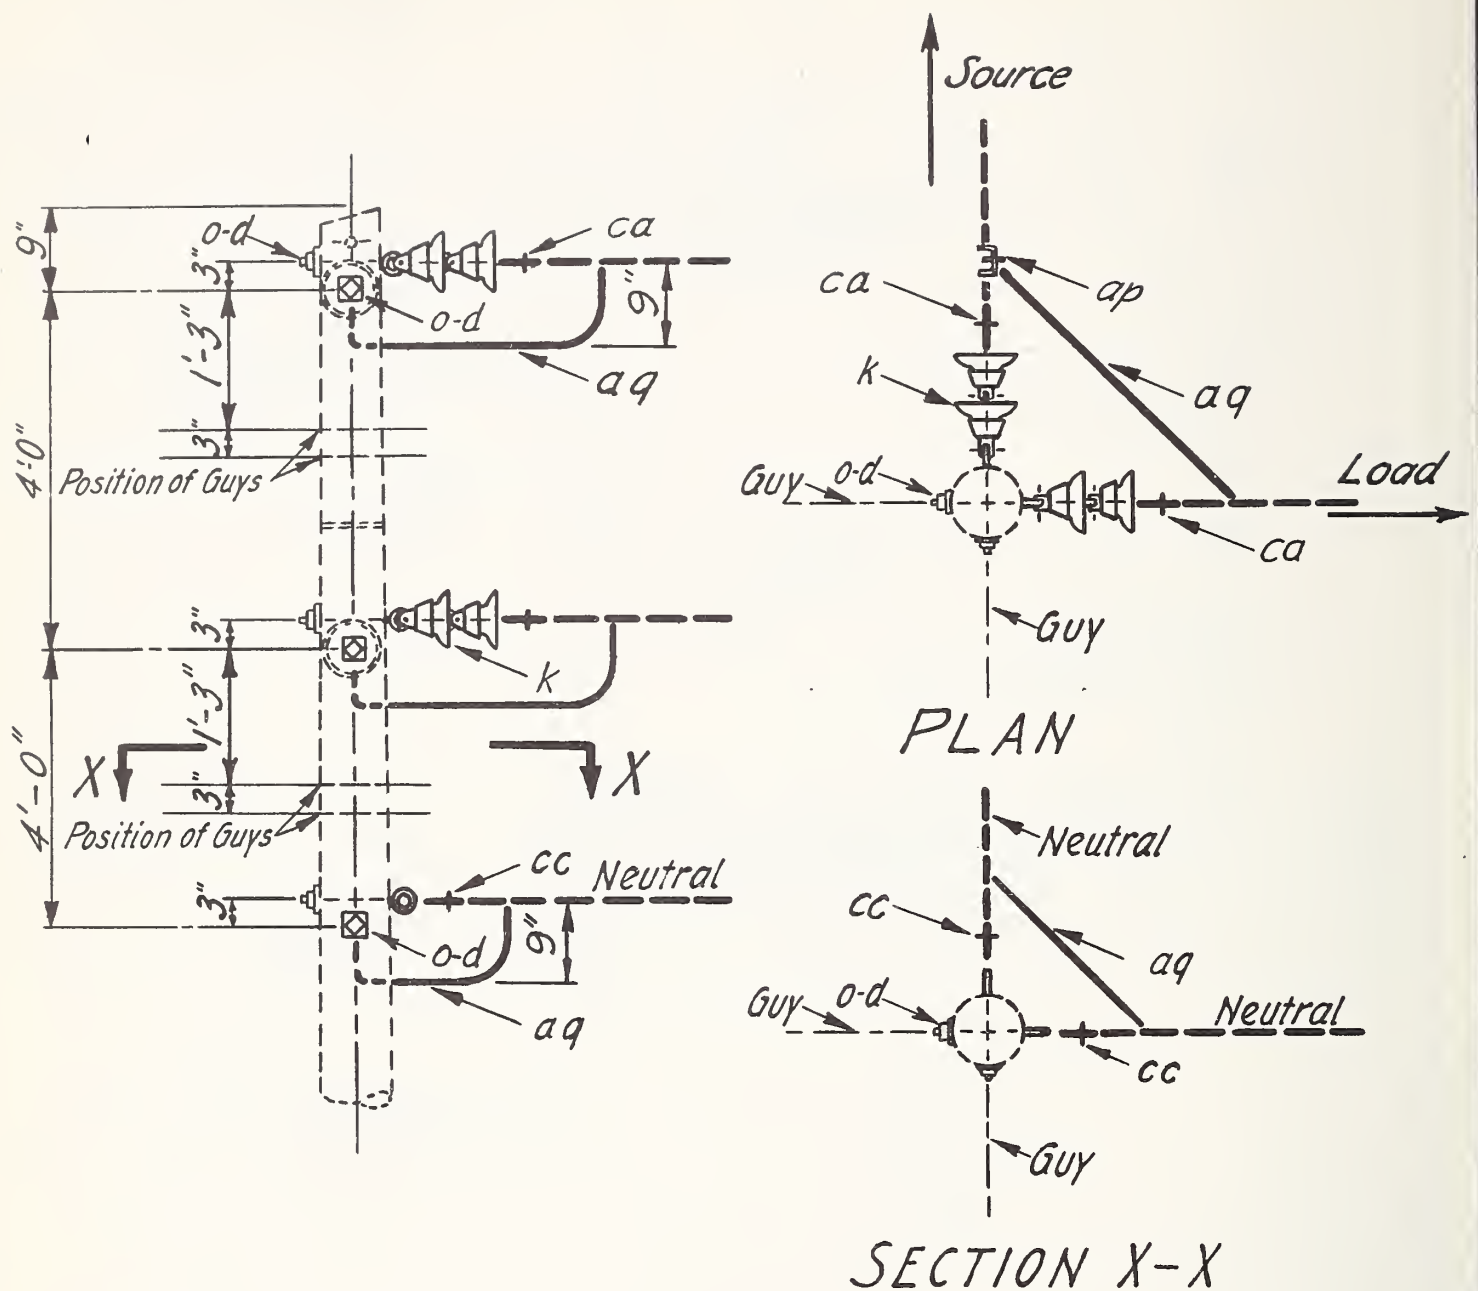 9"
o-d
3"
ca
o-d
9"
aq
1'-3"
3"
Position of Guys
4'0"
3"
k
1'-3"
X
X
3"
Position of Guys
4'-0"
cc
Neutral
3"
o-d
9"
aq
Source
ca
ap
k
aq
Guy
o-d
Load
ca
Guy
PLAN
Neutral
cc
aq
Guy
o-d
Neutral
cc
Guy
SECTION X-X